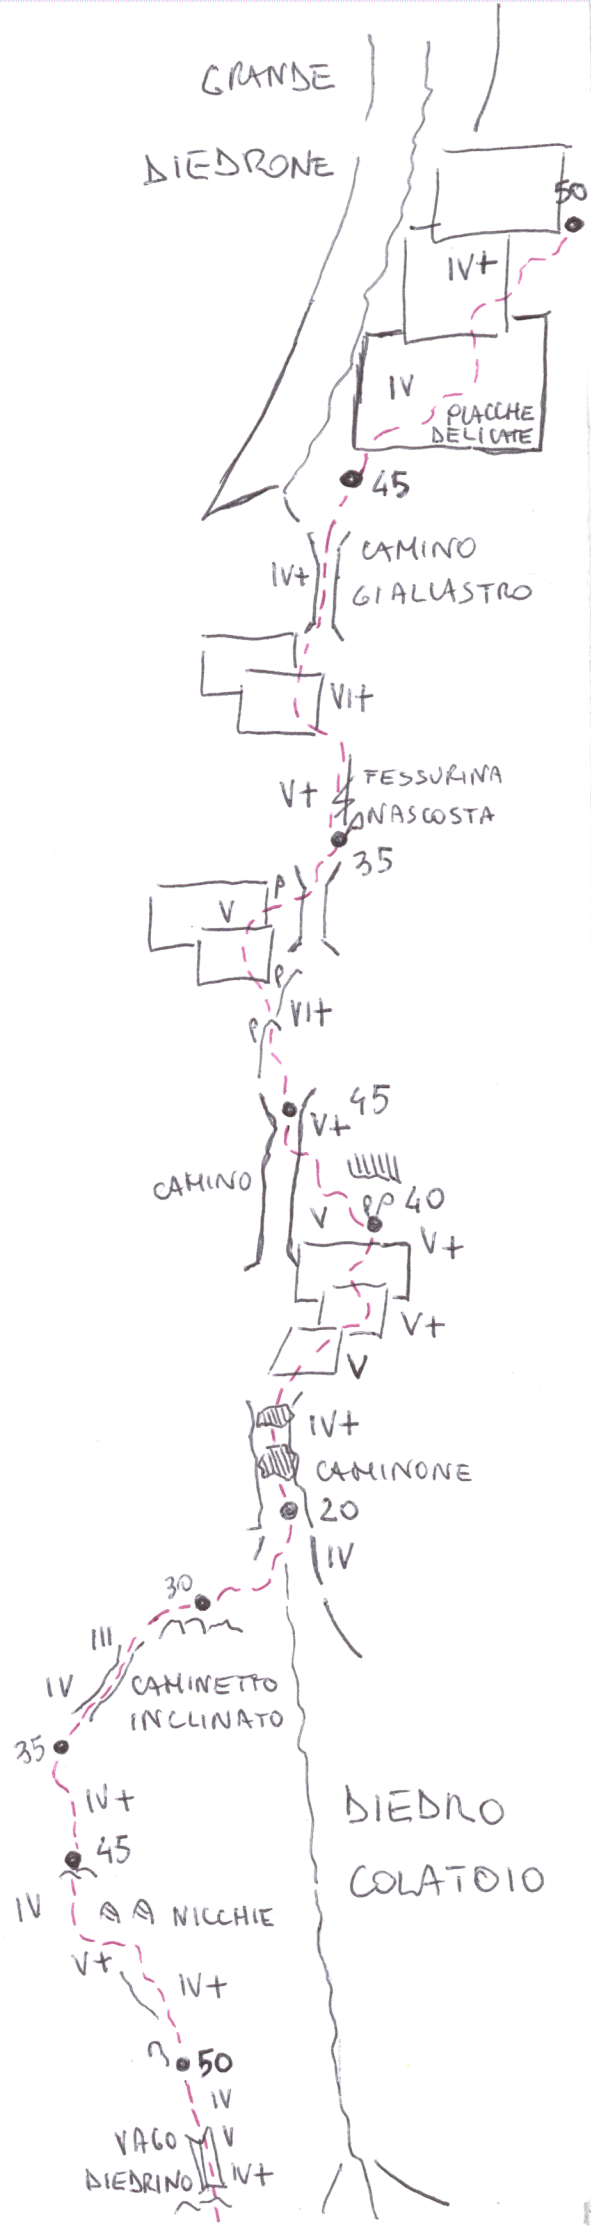 GRANDE
DIEDRONE
50
IV+
IV
PLACCHE
DELICATE
45
CAMINO
IV+
GIALLASTRO
VI+
FESSURINA
V+
NASCOSTA
35
P
V
P
VI+
P
45
V+
CAMINO
PP 40
V
V+
V+
V
IV+
CAMINONE
20
IV
30
III
IV
CAMINETTO
INCLINATO
35
IV+
DIEDRO
45
COLATOIO
IV
NICCHIE
V+
IV+
50
IV
VAGO
V
DIEDRINO
IV+